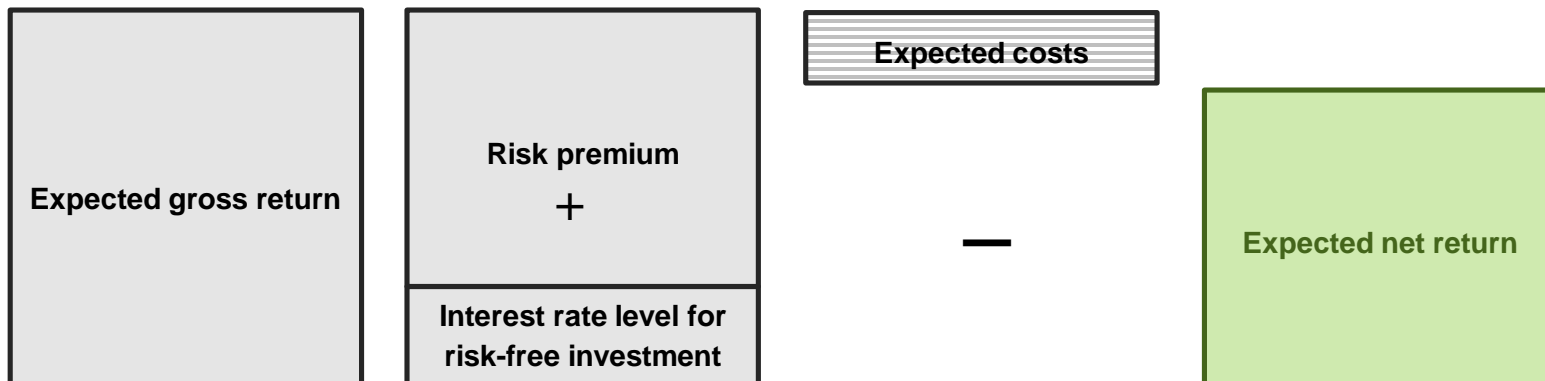 Expected gross return
Risk premium
+
Interest rate level for
risk-free investment
Expected costs
–
Expected net return